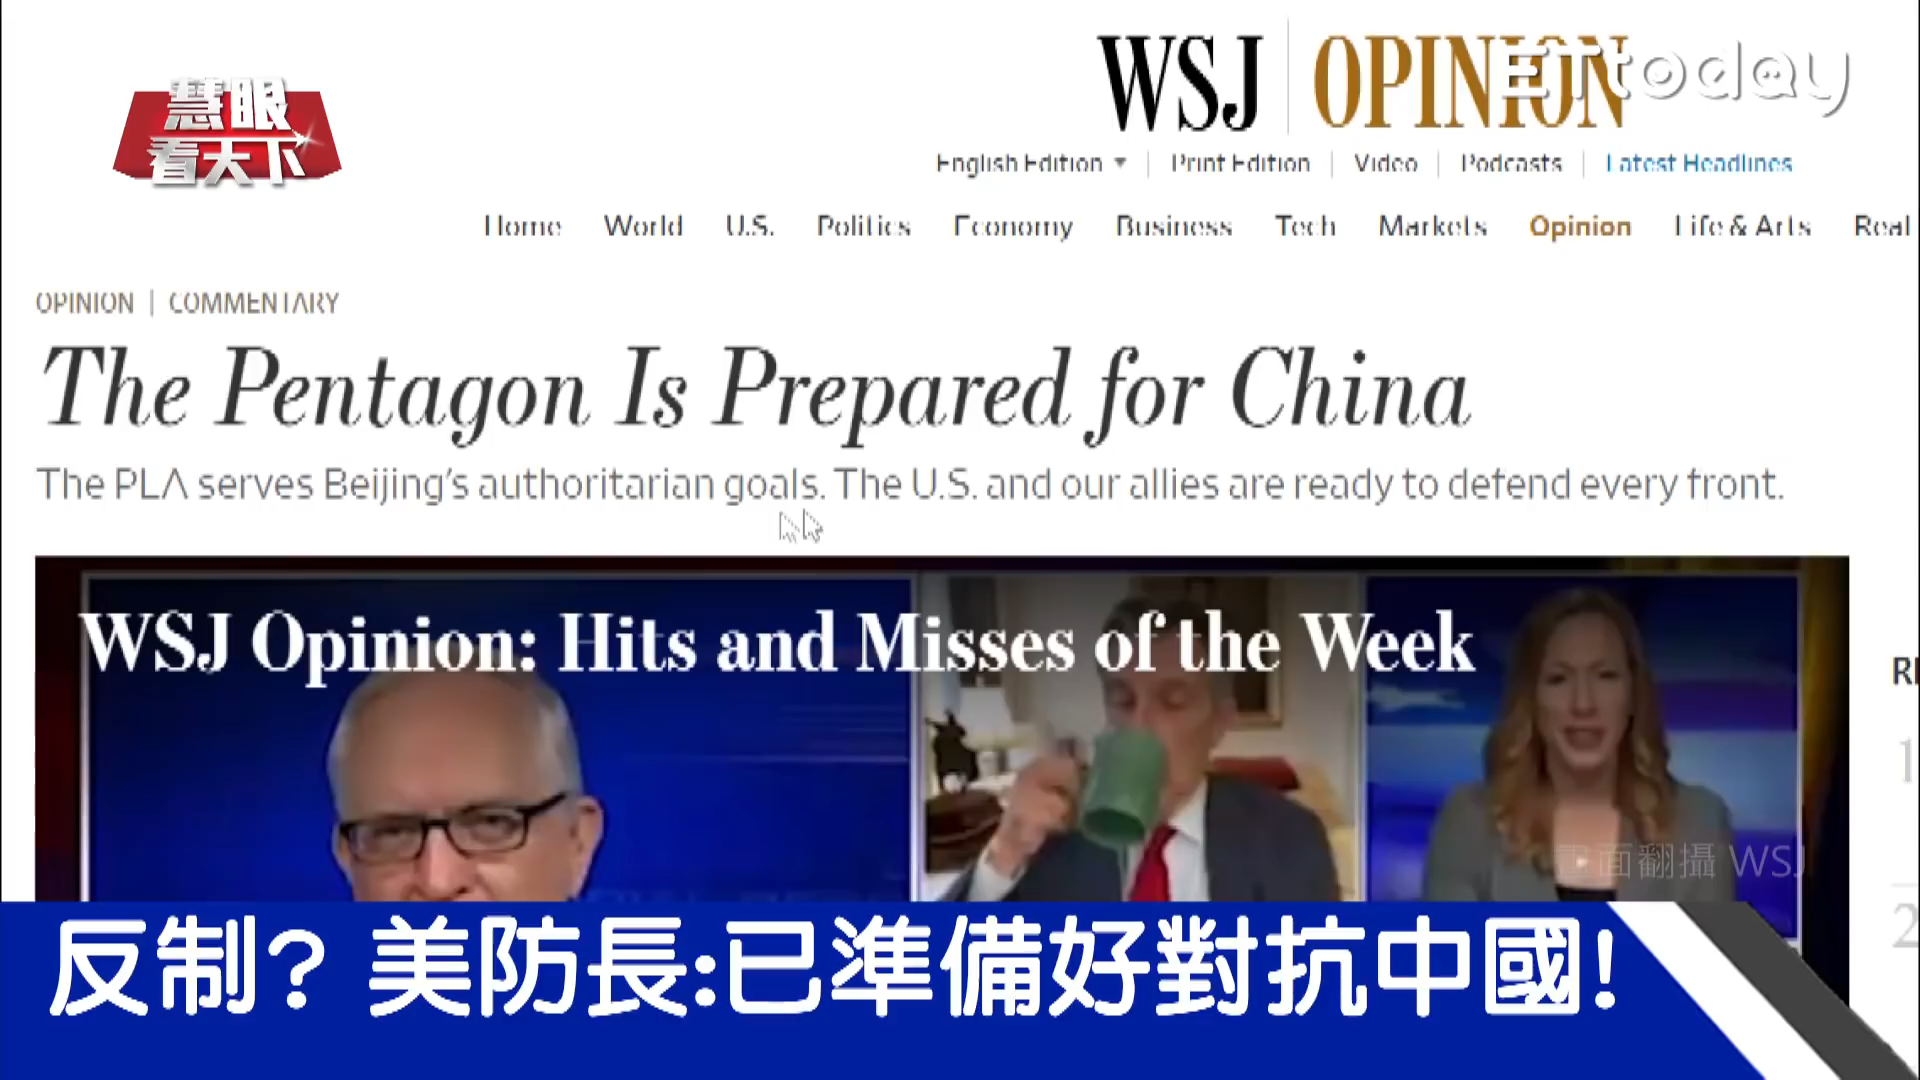 慧眼
看天下
WSJ OPINION
ETtoday
English Edition Print Edition Video Podcasts Latest Headlines
Home World U.S. Politics Economy Business Tech Markets Opinion Life & Arts Real
OPINION | COMMENTARY
The Pentagon Is Prepared for China
The PLA serves Beijing's authoritarian goals. The U.S. and our allies are ready to defend every front.
WSJ Opinion: Hits and Misses of the Week
1
2
畫面翻攝 WSJ
反制? 美防長:已準備好對抗中國!